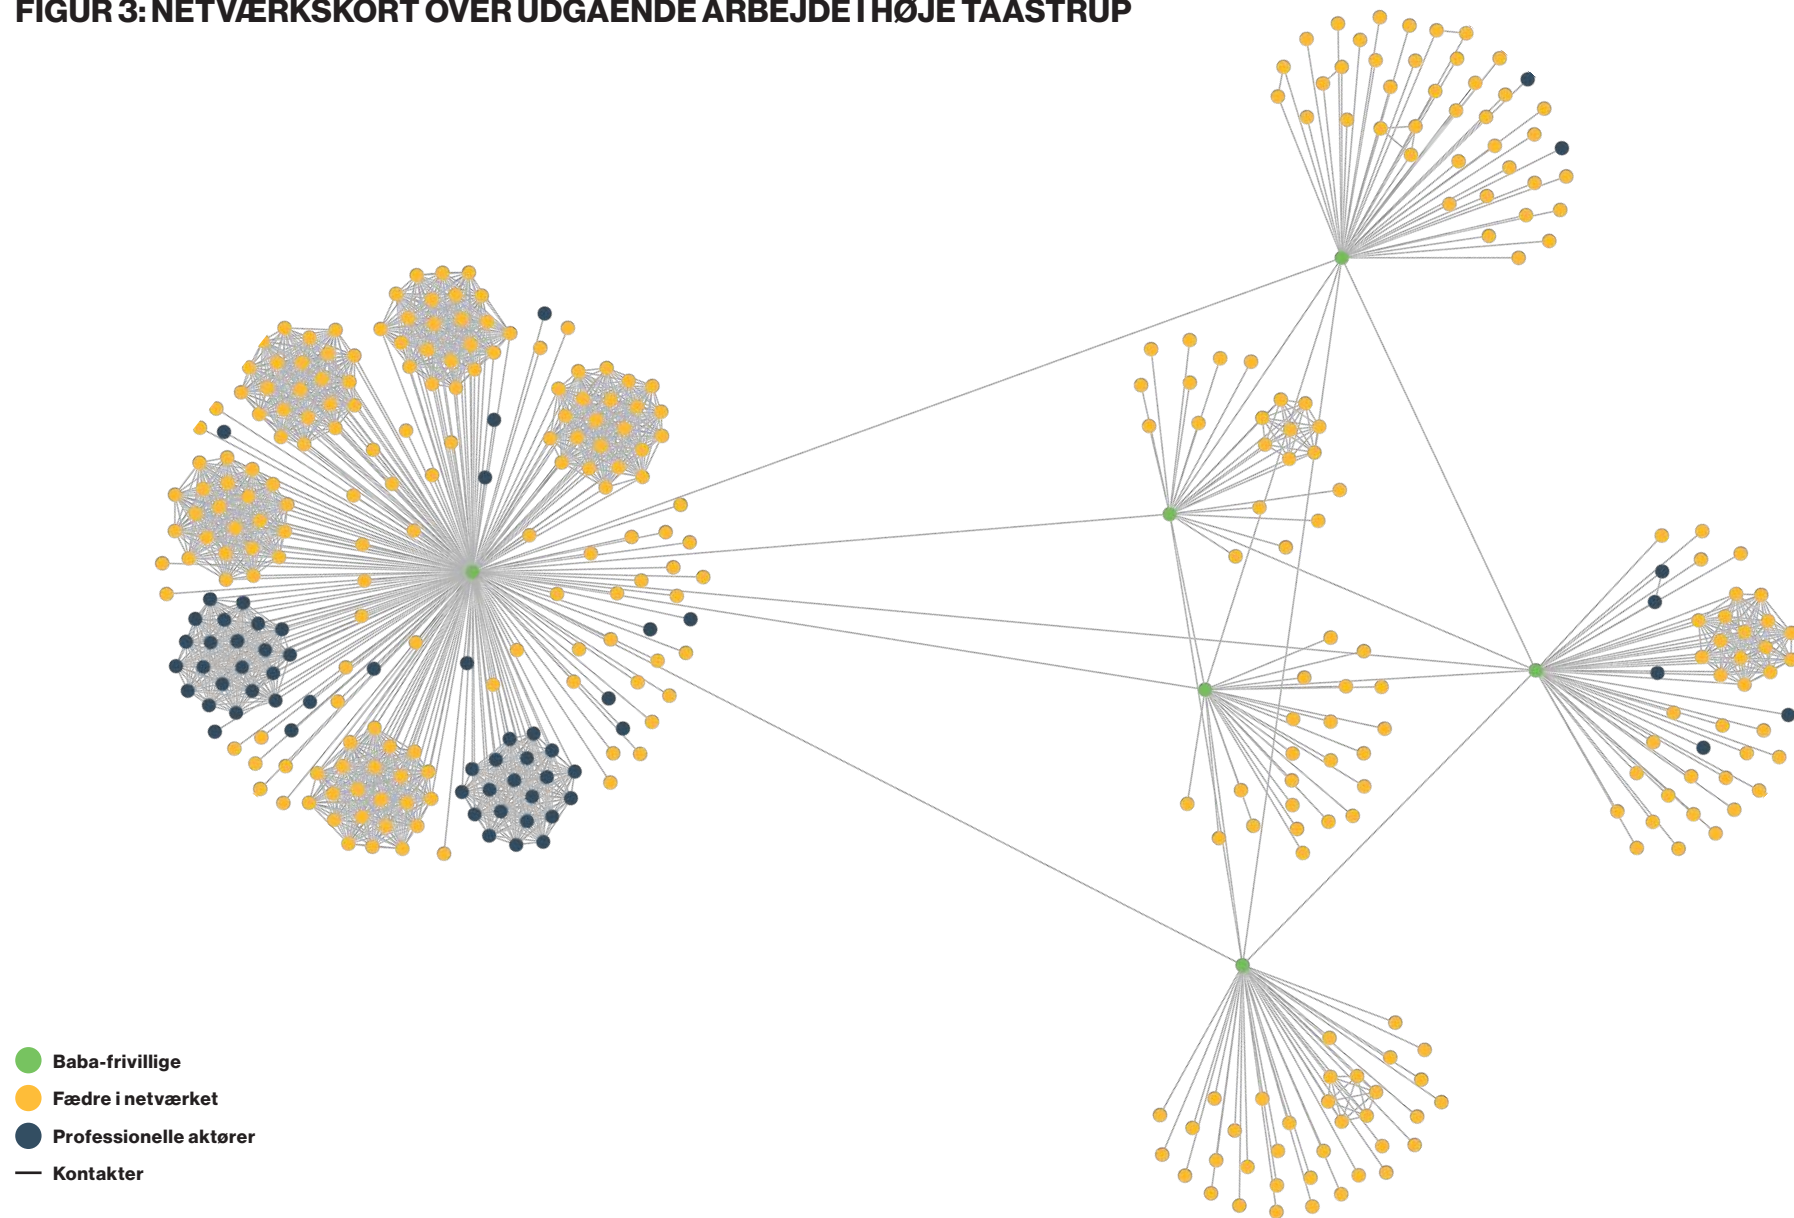 FIGUR 3: NETVÆRKSKORT OVER UDGÅENDE ARBEJDE I HØJE TAASTRUP
Baba-frivillige
Fædre i netværket
Professionelle aktører
Kontakter